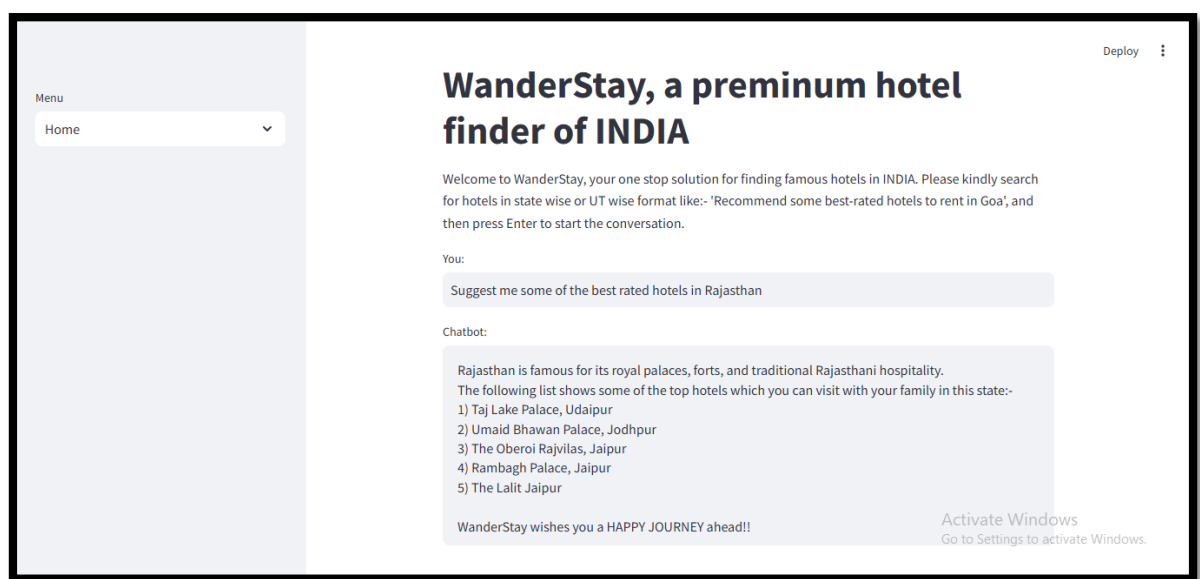 Deploy
Menu
Home
WanderStay, a preminum hotel
finder of INDIA
Welcome to WanderStay, your one stop solution for finding famous hotels in INDIA. Please kindly search
for hotels in state wise or UT wise format like:- 'Recommend some best-rated hotels to rent in Goa', and
then press Enter to start the conversation.
You:
Suggest me some of the best rated hotels in Rajasthan
Chatbot:
Rajasthan is famous for its royal palaces, forts, and traditional Rajasthani hospitality.
The following list shows some of the top hotels which you can visit with your family in this state:-
1) Taj Lake Palace, Udaipur
2) Umaid Bhawan Palace, Jodhpur
3) The Oberoi Rajvilas, Jaipur
4) Rambagh Palace, Jaipur
5) The Lalit Jaipur
WanderStay wishes you a HAPPY JOURNEY ahead!!
Activate Windows
Go to Settings to activate Windows.